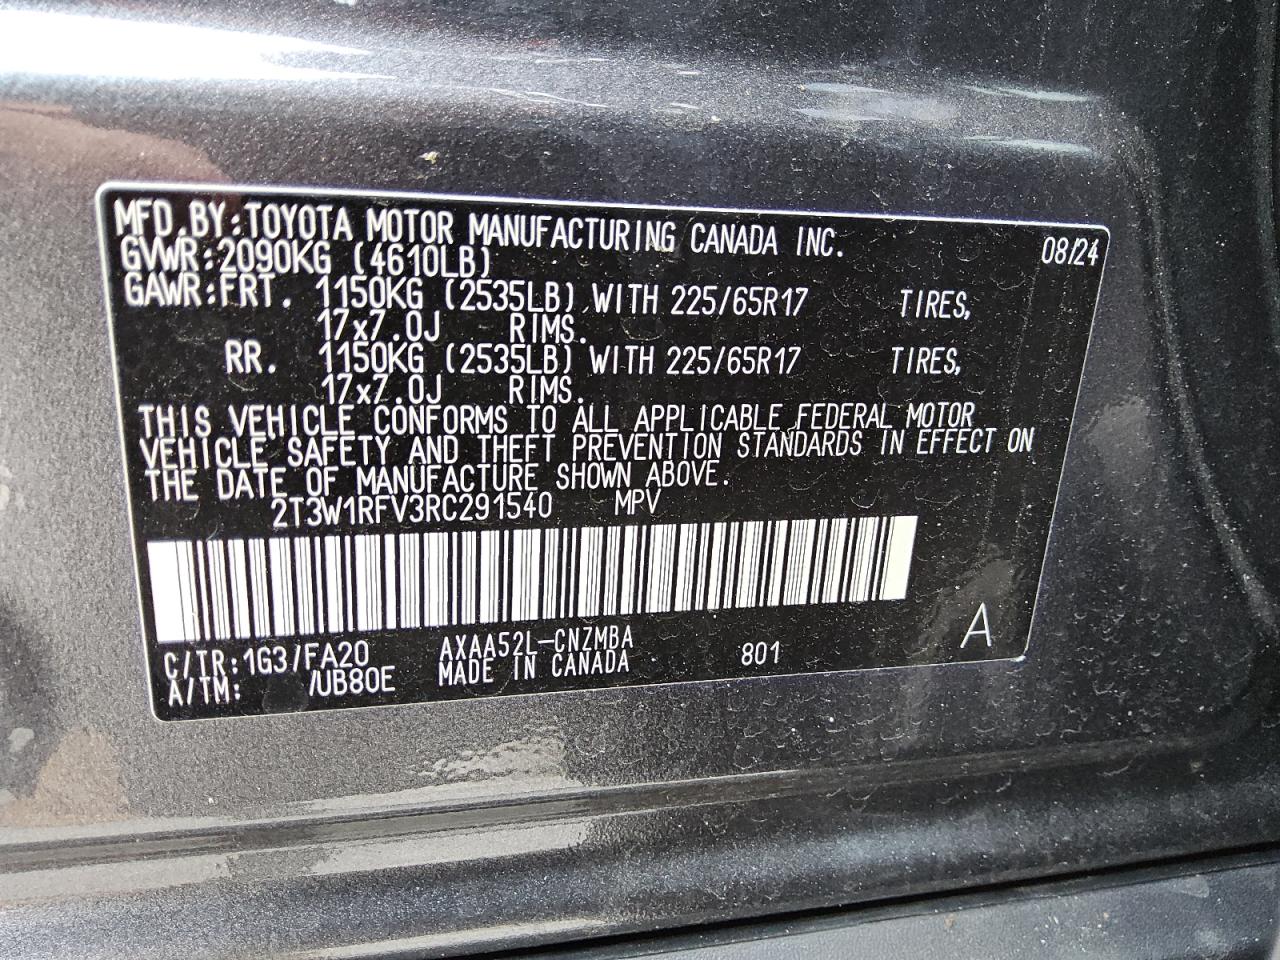 MFD.BY:TOYOTA MOTOR MANUFACTURING CANADA INC. 08/24
GVWR:2090KG (4610LB)
GAWR:FRT. 1150KG (2535LB) WITH 225/65R17 TIRES,
17x7.0J RIMS.
RR. 1150KG (2535LB) WITH 225/65R17 TIRES,
17x7.0J RIMS.
THIS VEHICLE CONFORMS TO ALL APPLICABLE FEDERAL MOTOR
VEHICLE SAFETY AND THEFT PREVENTION STANDARDS IN EFFECT ON
THE DATE OF MANUFACTURE SHOWN ABOVE.
2T3W1RFV3RC291540 MPV
C/TR:1G3/FA20 AXAA52L-CNZMBA 801 A
A/TM: /UB80E MADE IN CANADA